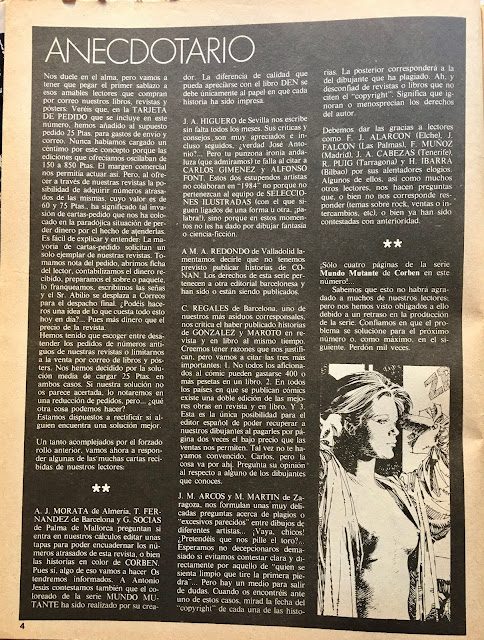 ANECDOTARIO
Nos duele en el alma, pero vamos a
tener que pegar el primer sablazo a
esos amables lectores que compran
por correo nuestros libros, revistas y
pósters. Veréis que, en la TARJETA
DE PEDIDO que se incluye en este
número, hemos añadido al supuesto
pedido 25 Ptas. para gastos de envío y
correo. Nunca habíamos cargado un
céntimo por este concepto porque las
ediciones que ofrecíamos oscilaban de
150 a 850 Ptas. El margen comercial
nos permitía actuar así. Pero, al ofre-
cer a través de nuestras revistas la po-
sibilidad de adquirir números atrasa-
dos de las mismas, cuyo valor es de
60 y 75 Ptas., ha significado tal inva-
sión de cartas-pedido que nos ha colo-
cado en la paradójica situación de per-
der dinero por el hecho de atenderlas.
Es fácil de explicar y entender: La ma-
yoría de cartas-pedido solicitan un
solo ejemplar de nuestras revistas. To-
mamos nota del pedido, abrimos ficha
del lector, contabilizamos el dinero re-
cibido, preparamos el sobre o paquete,
lo franqueamos, escribimos las señas
y el Sr. Abilio se desplaza a Correos
para el despacho final. ¿Podéis hace-
ros una idea de lo que cuesta todo esto
hoy en día?... Pues más dinero que el
precio de la revista.
Hemos tenido que escoger entre desa-
tender los pedidos de números anti-
guos de nuestras revistas o limitarnos
a la venta por correo de libros y pós-
ters. Nos hemos decidido por la solu-
ción media de cargar 25 Ptas. en
ambos casos. Si nuestra solución no
os parece acertada, lo notaremos en
una reducción de pedidos, pero... ¿qué
otra cosa podemos hacer?
Estamos dispuestos a rectificar si al-
guien encuentra una solución mejor.
Un tanto acomplejados por el forzado
rollo anterior, vamos ahora a respon-
der algunas de las muchas cartas reci-
bidas de nuestros lectores:
**
A. J. MORATA de Almería, T. FER-
NANDEZ de Barcelona y G. SOCIAS
de Palma de Mallorca preguntan si
entra en nuestros cálculos editar unas
tapas para poder encuadernar los nú-
meros atrasados de esta revista, o bien
las historias en color de CORBEN.
Pues sí, algo de eso vamos a hacer. Os
tendremos informados. A Antonio
Jesús contestamos también que el co-
loreado de la serie MUNDO MU-
TANTE ha sido realizado por su crea-
dor. La diferencia de calidad que
pueda apreciarse con el libro DEN se
debe únicamente al papel en que cada
historia ha sido impresa.
J. A. HIGUERO de Sevilla nos escribe
sin falta todos los meses. Sus críticas y
consejos son muy apreciados e in-
cluso seguidos, ¿verdad José Anto-
nio?... Pero tu punzona ironía anda-
luza (que admiramos) te falla al citar a
CARLOS GIMENEZ y ALFONSO
FONT. Estos dos estupendos artistas
no colaboran en "1984" porque no
pertenezcan al equipo de SELECCIO-
NES ILUSTRADAS (con el que si-
guen ligados de una forma u otra, ¡pa-
labra!), sino porque en estos momen-
tos no les ha dado por dibujar fantasía
o ciencia-ficción.
A M. A. REDONDO de Valladolid la-
mentamos decirle que no tenemos
previsto publicar historias de CO-
NAN. Los derechos de esta serie per-
tenecen a otra editorial barcelonesa y
han sido o están siendo publicados.
C. REGALES de Barcelona, uno de
nuestros más asiduos corresponsales,
nos critica el haber publicado historias
de GONZALEZ y MAROTO en re-
vista y en libro al mismo tiempo.
Creemos tener razones que nos justifi-
can, pero vamos a citar las tres más
importantes: 1. No todos los aficiona-
dos al cómic pueden gastarse 400 ó
más pesetas en un libro. 2. En todos
los países en que se publican cómics
existe una doble edición de las mejo-
res obras en revista y en libro. Y 3.
Esta es la única posibilidad para el
editor español de poder recuperar a
nuestros dibujantes al pagarles por pá-
gina dos veces el bajo precio que las
ventas nos permiten. Tal vez no te ha-
yamos convencido, Carlos, pero la
cosa va por ahí. Pregunta su opinión
al respecto a alguno de los dibujantes
que conoces.
J. M. ARCOS y M. MARTIN de Za-
ragoza, nos formulan unas muy deli-
cadas preguntas acerca de plagios o
"excesivos parecidos" entre dibujos de
diferentes artistas... ¡Vaya, chicos!
¿Pretendéis que nos pille el toro?...
Esperamos no decepcionaros dema-
siado si evitamos contestar clara y di-
rectamente por aquello de "quien se
sienta limpio que tire la primera pie-
dra"... Pero hay un medio para salir
de dudas. Cuando os encontréis ante
uno de estos casos, mirad la fecha del
"copyright" de cada una de las histo-
rias. La posterior corresponderá a la
del dibujante que ha plagiado. Ah, y
desconfiad de revistas o libros que no
citen el "copyright". Significa que ig-
noran o menosprecian los derechos
del autor.
Debemos dar las gracias a lectores
como F. J. ALARCON (Elche), J.
FALCON (Las Palmas), F. MUÑOZ
(Madrid), J. A. CABEZAS (Tenerife),
R. PUIG (Tarragona) y H. IBARRA
(Bilbao) por sus alentadores elogios.
Algunos de ellos, así como muchos
otros lectores, nos hacen preguntas
que, o bien no nos corresponde res-
ponder (temas sobre rock, ventas o in-
tercambios, etc), o bien ya han sido
contestadas con anterioridad.
**
¡Sólo cuatro páginas de la serie
Mundo Mutante de Corben en
este número!
Sabemos que esto no habrá agra-
dado a muchos de nuestros lectores,
pero nos hemos visto obligados a ello
debido a un retraso en la producción
de la serie. Confiamos en que el pro-
blema se solucione para el próximo
número o, como máximo, en el si-
guiente. Perdón mil veces.
4